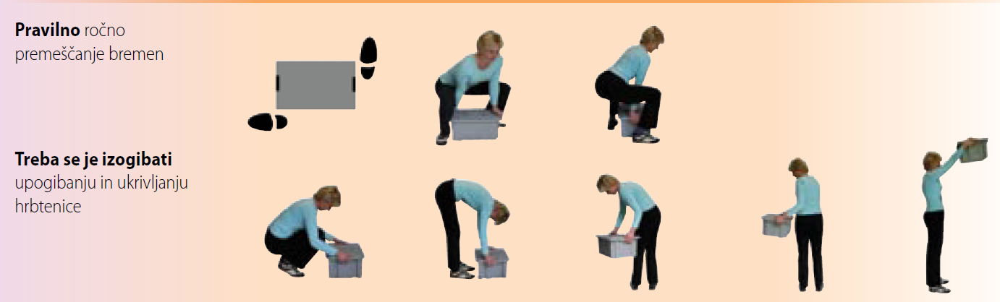 Pravilno ročno
premeščanje bremen
Treba se je izogibati
upogibanju in ukrivljanju
hrbtenice